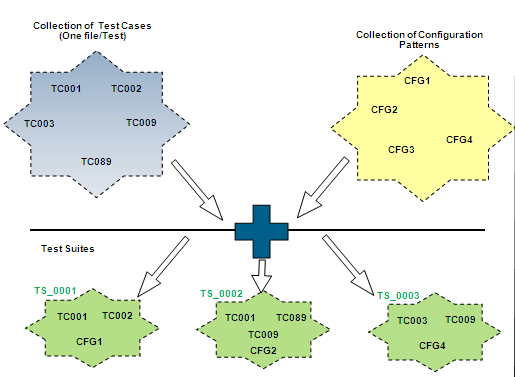 Collection of Test Cases
(One file/Test)
Collection of Configuration
Patterns
TC001 TC002
TC003 TC009
TC089
CFG1
CFG2
CFG4
CFG3
Test Suites
TS_0001
TC001 TC002
CFG1
TS_0002
TC001 TC089
TC009
CFG2
TS_0003
TC003 TC009
CFG4